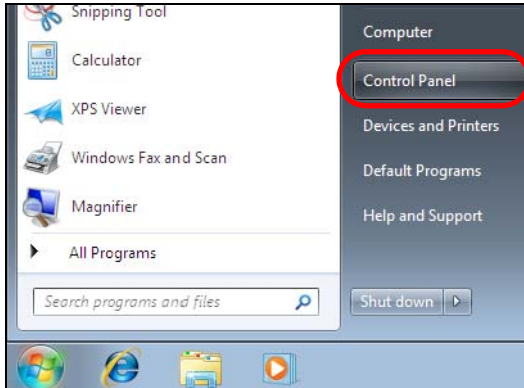 Snipping Tool
Calculator
XPS Viewer
Windows Fax and Scan
Magnifier
All Programs
Search programs and files
Computer
Control Panel
Devices and Printers
Default Programs
Help and Support
Shut down